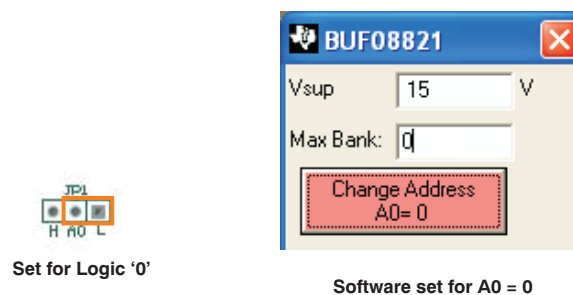 BUF08821
Vsup 15 V
Max Bank: 0
Change Address
A0= 0
JP1
H A0 L
Set for Logic ‘0’
Software set for A0 = 0